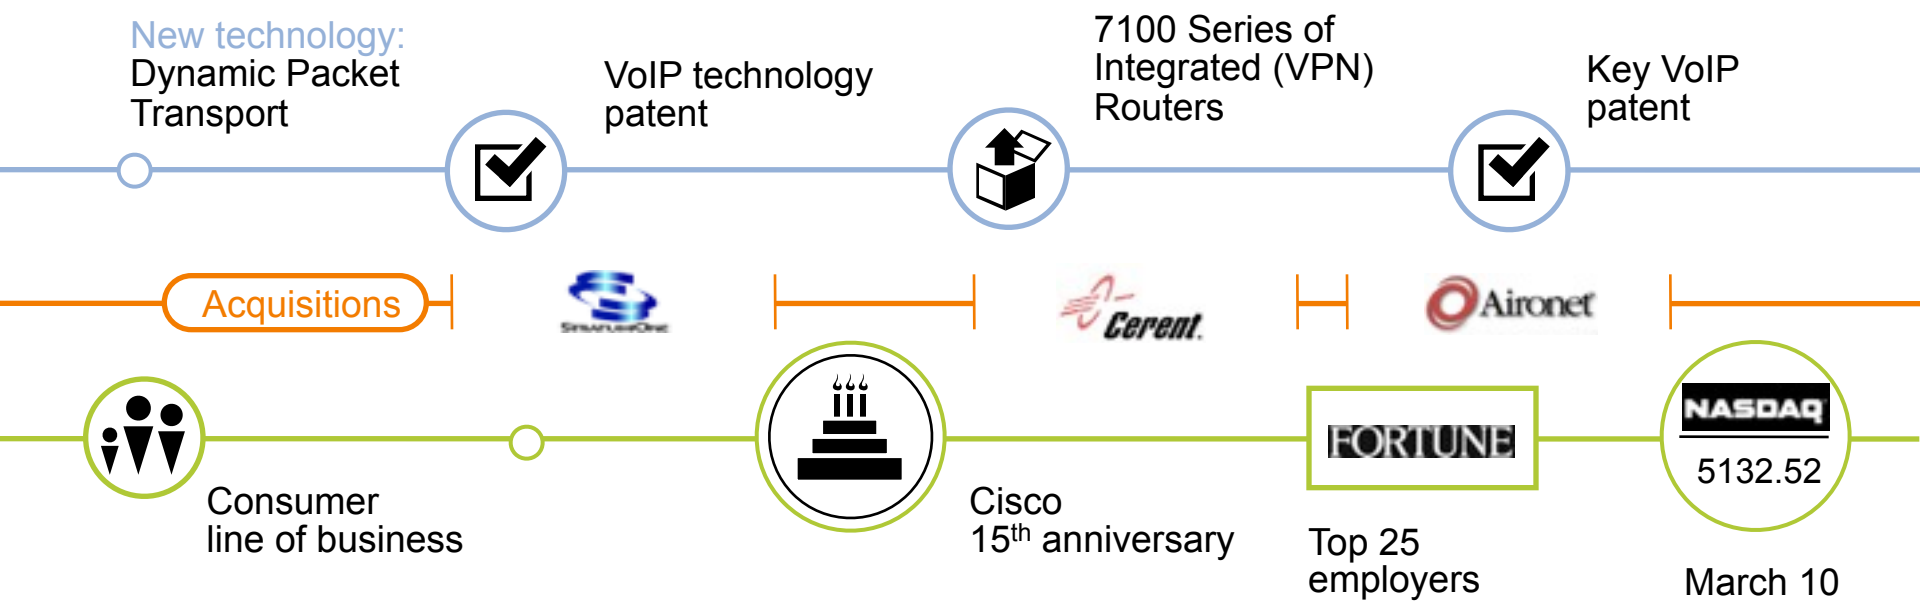 New technology:
Dynamic Packet
Transport
VoIP technology
patent
7100 Series of
Integrated (VPN)
Routers
Key VoIP
patent
Acquisitions
StratumOne
Cerent.
Aironet
Consumer
line of business
Cisco
15th anniversary
FORTUNE
Top 25
employers
NASDAQ
5132.52
March 10